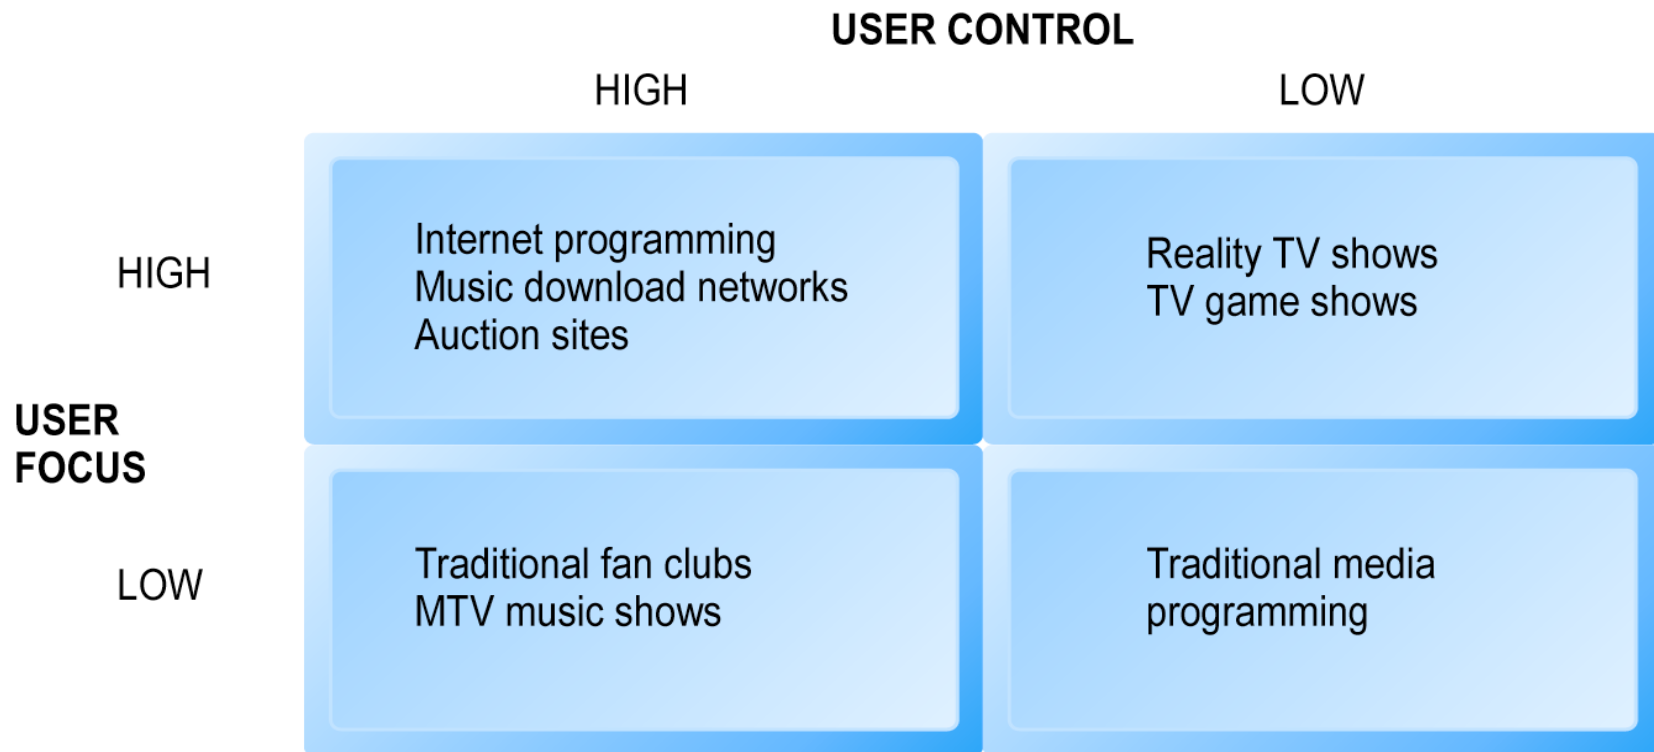 USER CONTROL
HIGH
LOW
HIGH
Internet programming
Music download networks
Auction sites
Reality TV shows
TV game shows
USER
FOCUS
LOW
Traditional fan clubs
MTV music shows
Traditional media
programming